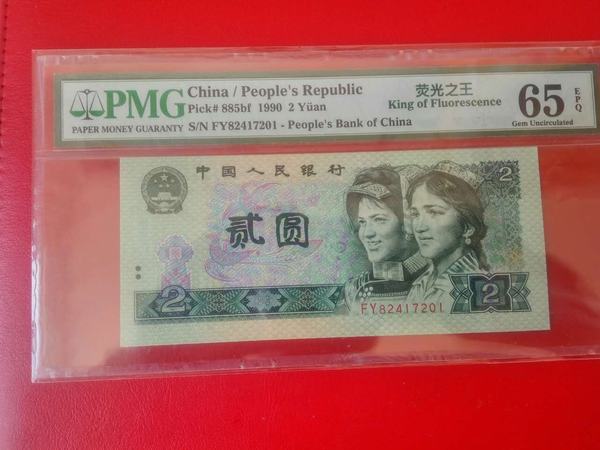 PMG
PAPER MONEY GUARANTY
China / People's Republic
Pick# 885bf 1990 2 Yüan
S/N FY82417201 - People's Bank of China
荧光之王
King of Fluorescence
65 EPQ
Gem Uncirculated
中国人民银行
2
贰圆
2
FY82417201
2